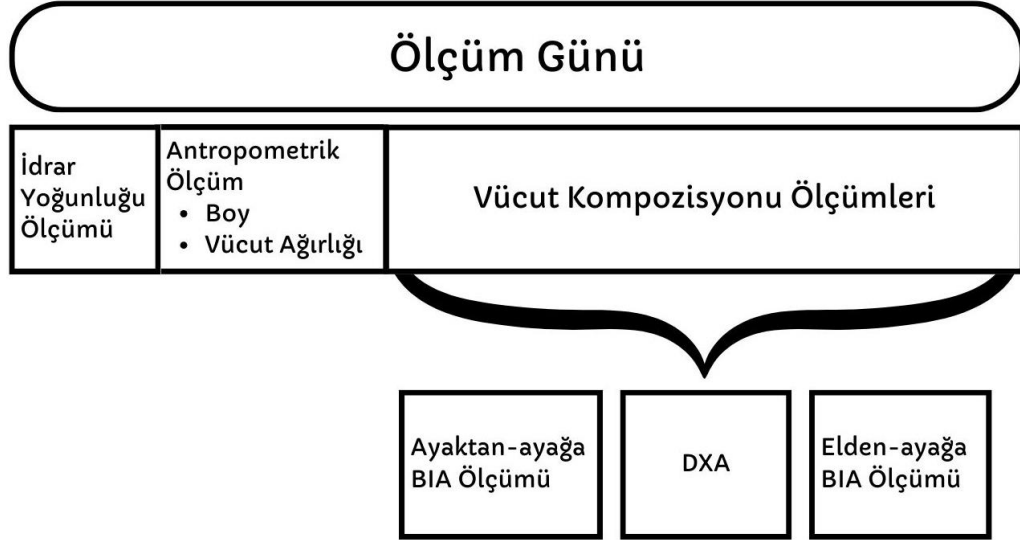 Ölçüm Günü
İdrar
Yoğunluğu
Ölçümü
Antropometrik
Ölçüm
• Boy
• Vücut Ağırlığı
Vücut Kompozisyonu Ölçümleri
Ayaktan-ayağa
BIA Ölçümü
DXA
Elden-ayağa
BIA Ölçümü